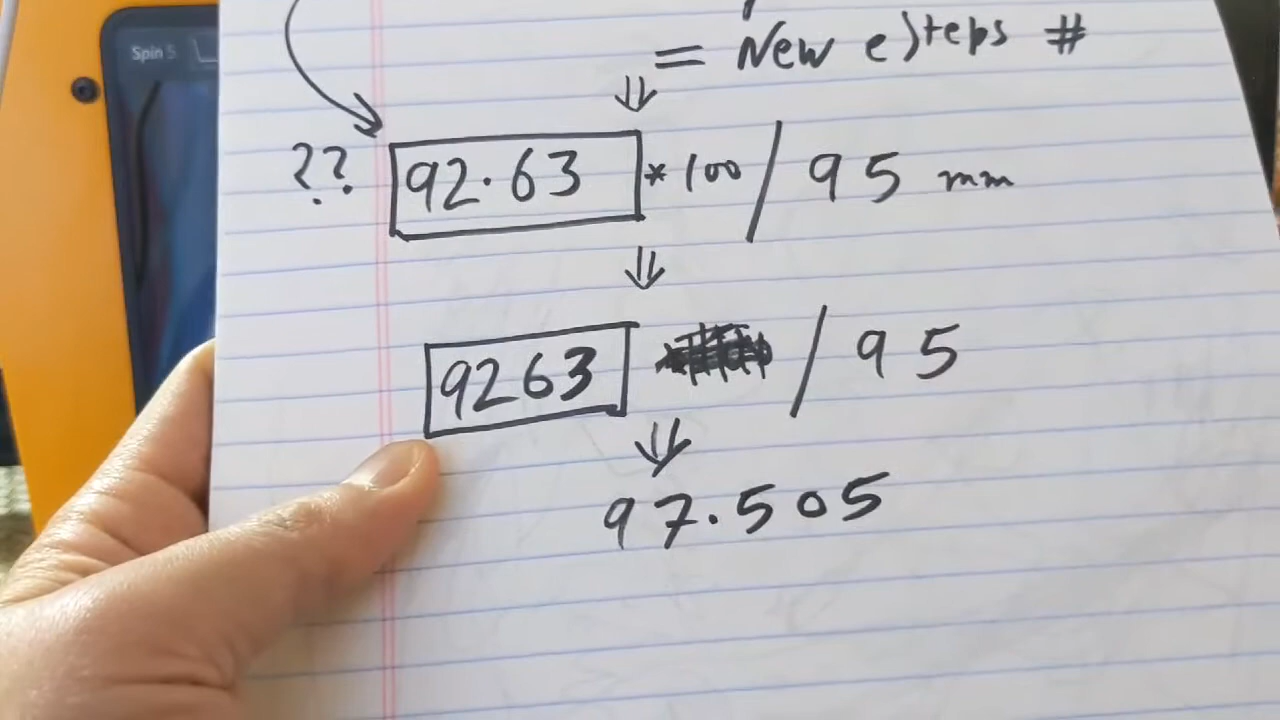 Spin 5
= New esteps #
⇓
?? 92.63 * 100 / 95 mm
⇓
9263 / 95
⇓
97.505